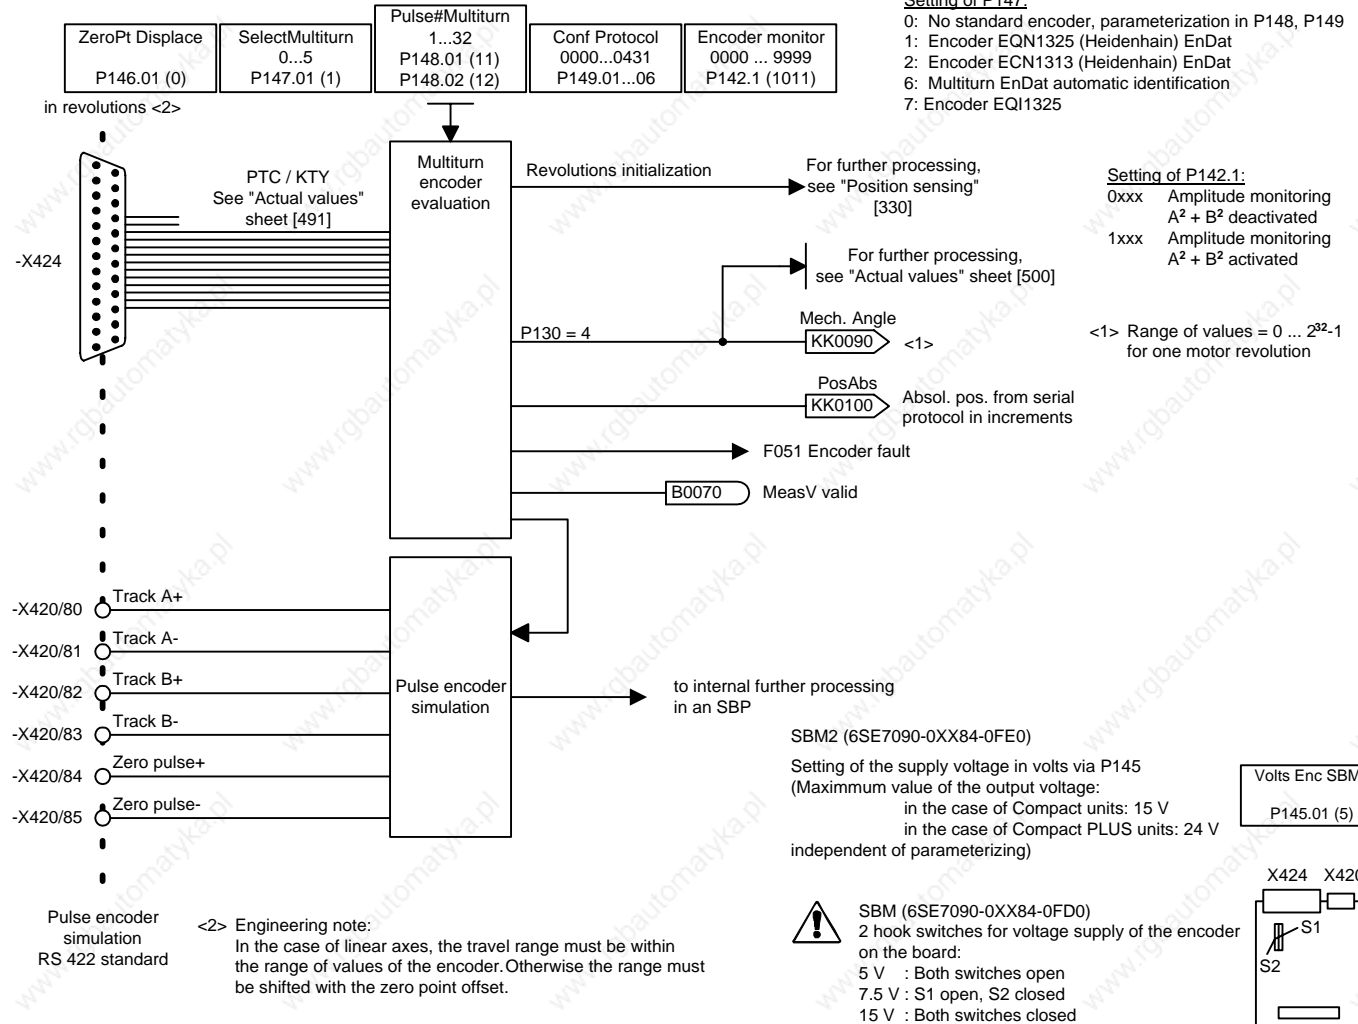 Setting of P147:
0: No standard encoder, parameterization in P148, P149
1: Encoder EQN1325 (Heidenhain) EnDat
2: Encoder ECN1313 (Heidenhain) EnDat
6: Multiturn EnDat automatic identification
7: Encoder EQI1325
ZeroPt Displace
P146.01 (0)
SelectMultiturn
0...5
P147.01 (1)
Pulse#Multiturn
1...32
P148.01 (11)
P148.02 (12)
Conf Protocol
0000...0431
P149.01...06
Encoder monitor
0000 ... 9999
P142.1 (1011)
in revolutions <2>
PTC / KTY
See "Actual values"
sheet [491]
-X424
Multiturn
encoder
evaluation
Revolutions initialization
For further processing,
see "Position sensing"
[330]
Setting of P142.1:
0xxx Amplitude monitoring
A² + B² deactivated
1xxx Amplitude monitoring
A² + B² activated
For further processing,
see "Actual values" sheet [500]
P130 = 4
Mech. Angle
KK0090
<1>
<1> Range of values = 0 ... 2³²-1
for one motor revolution
PosAbs
KK0100
Absol. pos. from serial
protocol in increments
F051 Encoder fault
B0070
MeasV valid
-X420/80
Track A+
-X420/81
Track A-
-X420/82
Track B+
-X420/83
Track B-
-X420/84
Zero pulse+
-X420/85
Zero pulse-
Pulse encoder
simulation
to internal further processing
in an SBP
SBM2 (6SE7090-0XX84-0FE0)
Setting of the supply voltage in volts via P145
(Maximmum value of the output voltage:
in the case of Compact units: 15 V
in the case of Compact PLUS units: 24 V
independent of parameterizing)
Volts Enc SBM
P145.01 (5)
Pulse encoder
simulation
RS 422 standard
<2> Engineering note:
In the case of linear axes, the travel range must be within
the range of values of the encoder. Otherwise the range must
be shifted with the zero point offset.
SBM (6SE7090-0XX84-0FD0)
2 hook switches for voltage supply of the encoder
on the board:
5 V : Both switches open
7.5 V : S1 open, S2 closed
15 V : Both switches closed
X424 X420
S1
S2
www.rgbautomatyka.pl